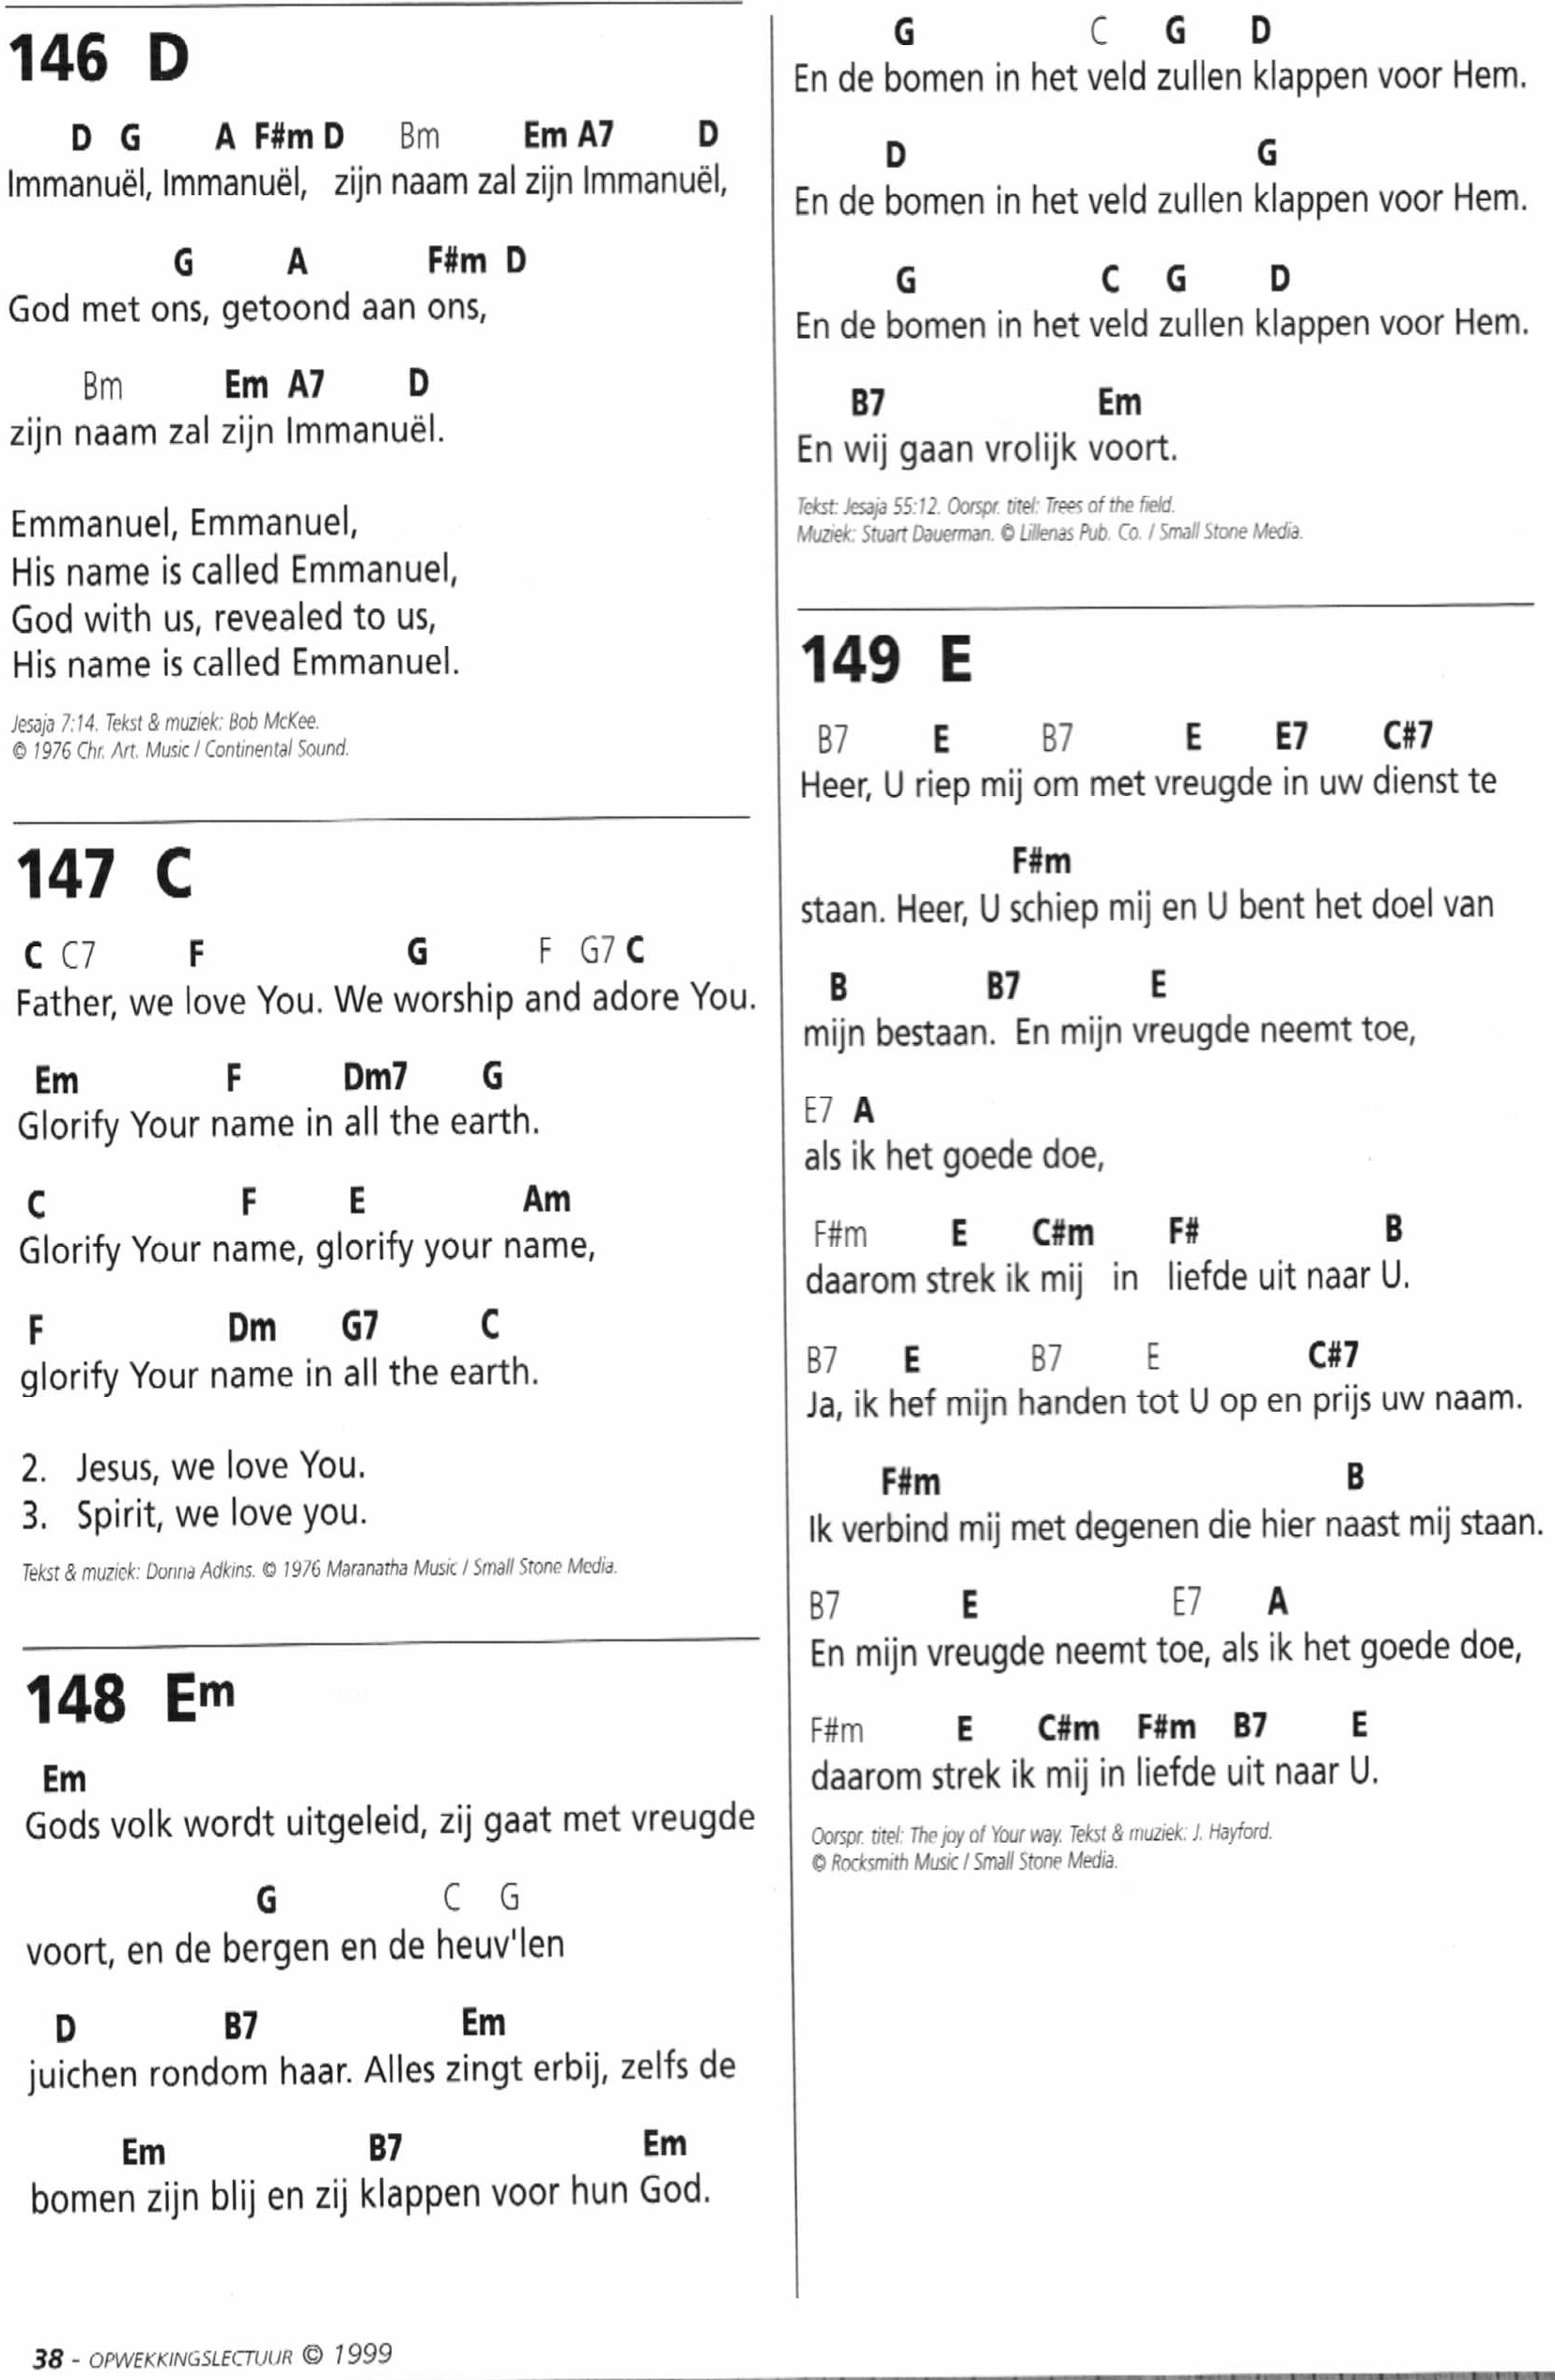 146 D
D G A F#m D Bm Em A7 D
Immanuël, Immanuël, zijn naam zal zijn Immanuël,
G A F#m D
God met ons, getoond aan ons,
Bm Em A7 D
zijn naam zal zijn Immanuël.
Emmanuel, Emmanuel,
His name is called Emmanuel,
God with us, revealed to us,
His name is called Emmanuel.
Jesaja 7:14. Tekst & muziek: Bob McKee.
© 1976 Chr. Art. Music / Continental Sound.
147 C
C C7 F G F G7 C
Father, we love You. We worship and adore You.
Em F Dm7 G
Glorify Your name in all the earth.
C F E Am
Glorify Your name, glorify your name,
F Dm G7 C
glorify Your name in all the earth.
2. Jesus, we love You.
3. Spirit, we love you.
Tekst & muziek: Donna Adkins. © 1976 Maranatha Music / Small Stone Media.
148 Em
Em
Gods volk wordt uitgeleid, zij gaat met vreugde
G C G
voort, en de bergen en de heuv'len
D B7 Em
juichen rondom haar. Alles zingt erbij, zelfs de
Em B7 Em
bomen zijn blij en zij klappen voor hun God.
G C G D
En de bomen in het veld zullen klappen voor Hem.
D G
En de bomen in het veld zullen klappen voor Hem.
G C G D
En de bomen in het veld zullen klappen voor Hem.
B7 Em
En wij gaan vrolijk voort.
Tekst: Jesaja 55:12. Oorspr. titel: Trees of the field.
Muziek: Stuart Dauerman. © Lillenas Pub. Co. / Small Stone Media.
149 E
B7 E B7 E E7 C#7
Heer, U riep mij om met vreugde in uw dienst te
F#m
staan. Heer, U schiep mij en U bent het doel van
B B7 E
mijn bestaan. En mijn vreugde neemt toe,
E7 A
als ik het goede doe,
F#m E C#m F# B
daarom strek ik mij in liefde uit naar U.
B7 E B7 E C#7
Ja, ik hef mijn handen tot U op en prijs uw naam.
F#m B
Ik verbind mij met degenen die hier naast mij staan.
B7 E E7 A
En mijn vreugde neemt toe, als ik het goede doe,
F#m E C#m F#m B7 E
daarom strek ik mij in liefde uit naar U.
Oorspr. titel: The joy of Your way. Tekst & muziek: J. Hayford.
© Rocksmith Music / Small Stone Media.
38 - OPWEKKINGSLECTUUR © 1999